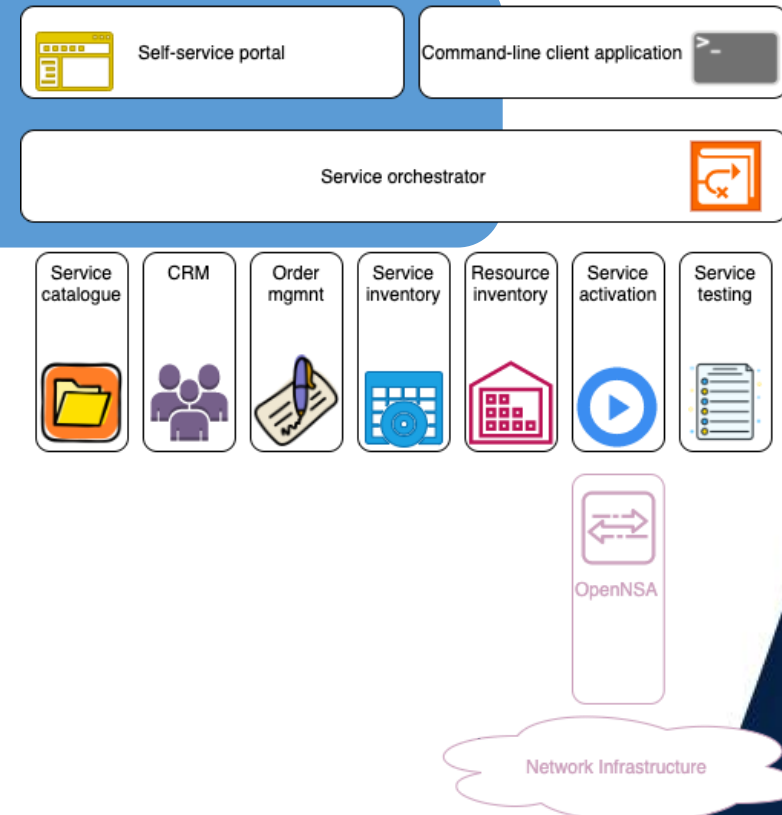 Self-service portal
Command-line client application
>_
Service orchestrator
Service
catalogue
CRM
Order
mgmnt
Service
inventory
Resource
inventory
Service
activation
Service
testing
OpenNSA
Network Infrastructure